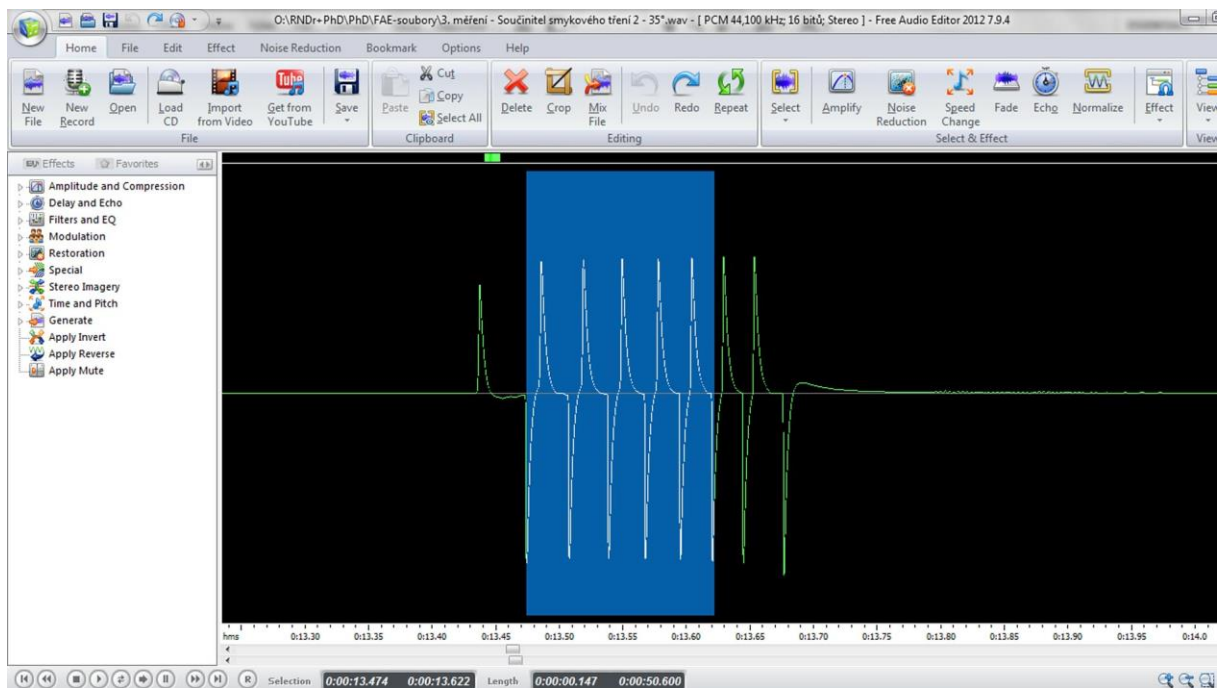 O:\RNDr+PhD\PhD\FAE-soubory\3. měření - Součinitel smykového tření 2 - 35°.wav - [ PCM 44,100 kHz; 16 bitů; Stereo ] - Free Audio Editor 2012 7.9.4
Home File Edit Effect Noise Reduction Bookmark Options Help
New File New Record Open Load CD Import from Video Get from YouTube Save Paste Cut Copy Select All Delete Crop Mix File Undo Redo Repeat Select Amplify Noise Reduction Speed Change Fade Echo Normalize Effect View
File Clipboard Editing Select & Effect View
Effects Favorites
Amplitude and Compression
Delay and Echo
Filters and EQ
Modulation
Restoration
Special
Stereo Imagery
Time and Pitch
Generate
Apply Invert
Apply Reverse
Apply Mute
hms 0:13.30 0:13.35 0:13.40 0:13.45 0:13.50 0:13.55 0:13.60 0:13.65 0:13.70 0:13.75 0:13.80 0:13.85 0:13.90 0:13.95 0:14.0
R Selection 0:00:13.474 0:00:13.622 Length 0:00:00.147 0:00:50.600